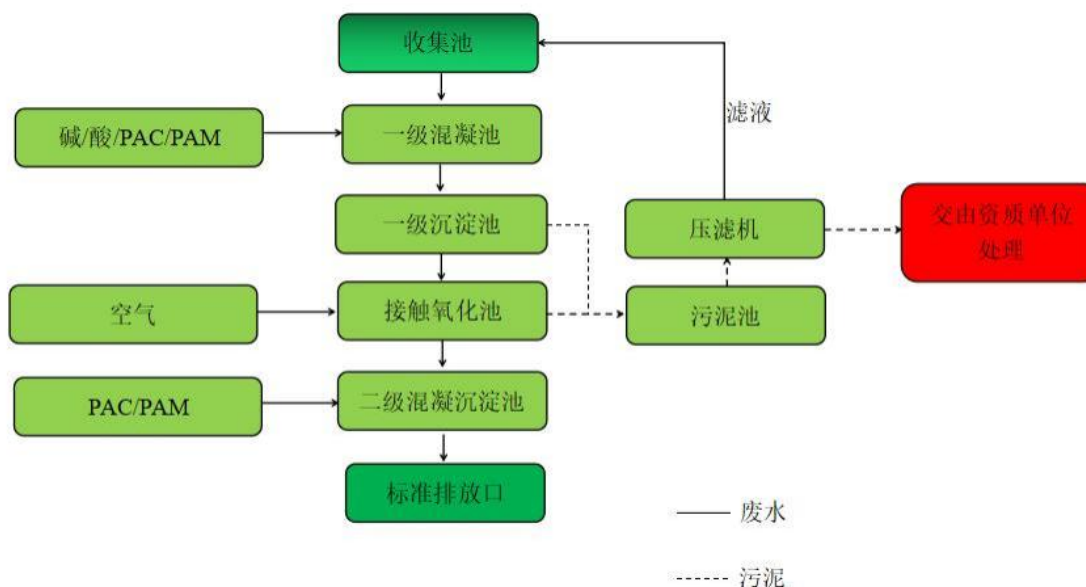 收集池
滤液
碱/酸/PAC/PAM
一级混凝池
一级沉淀池
压滤机
交由资质单位
处理
空气
接触氧化池
污泥池
PAC/PAM
二级混凝沉淀池
标准排放口
废水
污泥